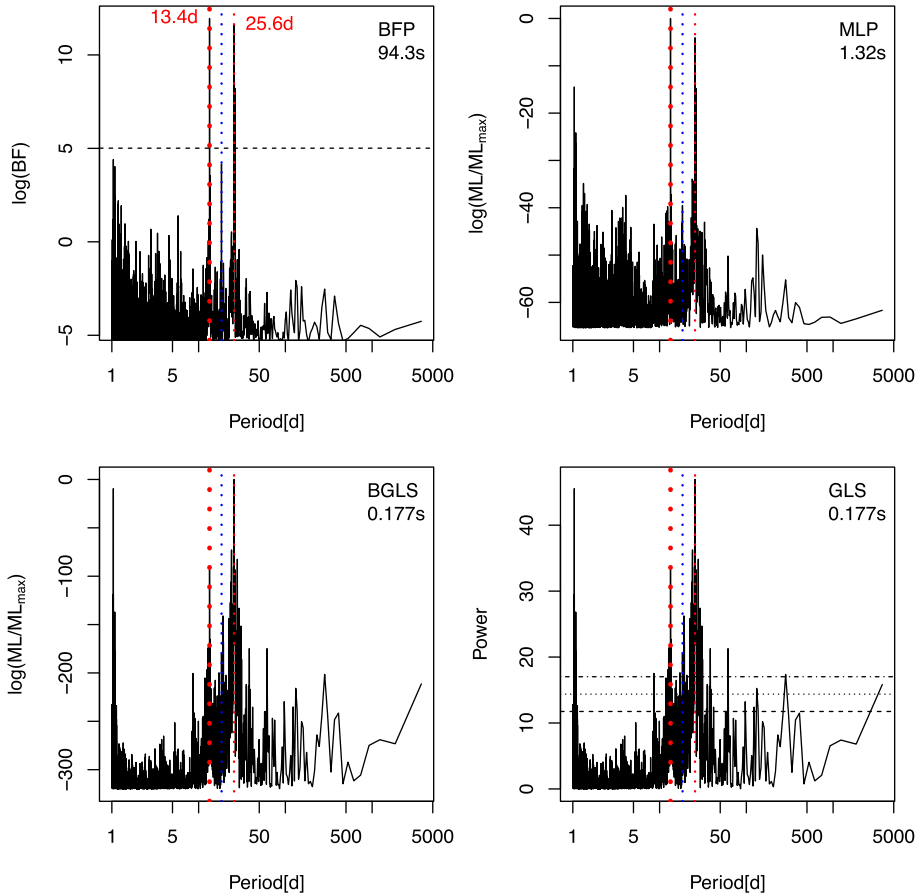 13.4d
25.6d
BFP
94.3s
log(BF)
10
5
0
-5
1 5 50 500 5000
Period[d]
MLP
1.32s
log(ML/MLmax)
0
-20
-40
-60
1 5 50 500 5000
Period[d]
BGLS
0.177s
log(ML/MLmax)
0
-100
-200
-300
1 5 50 500 5000
Period[d]
GLS
0.177s
Power
40
30
20
10
0
1 5 50 500 5000
Period[d]